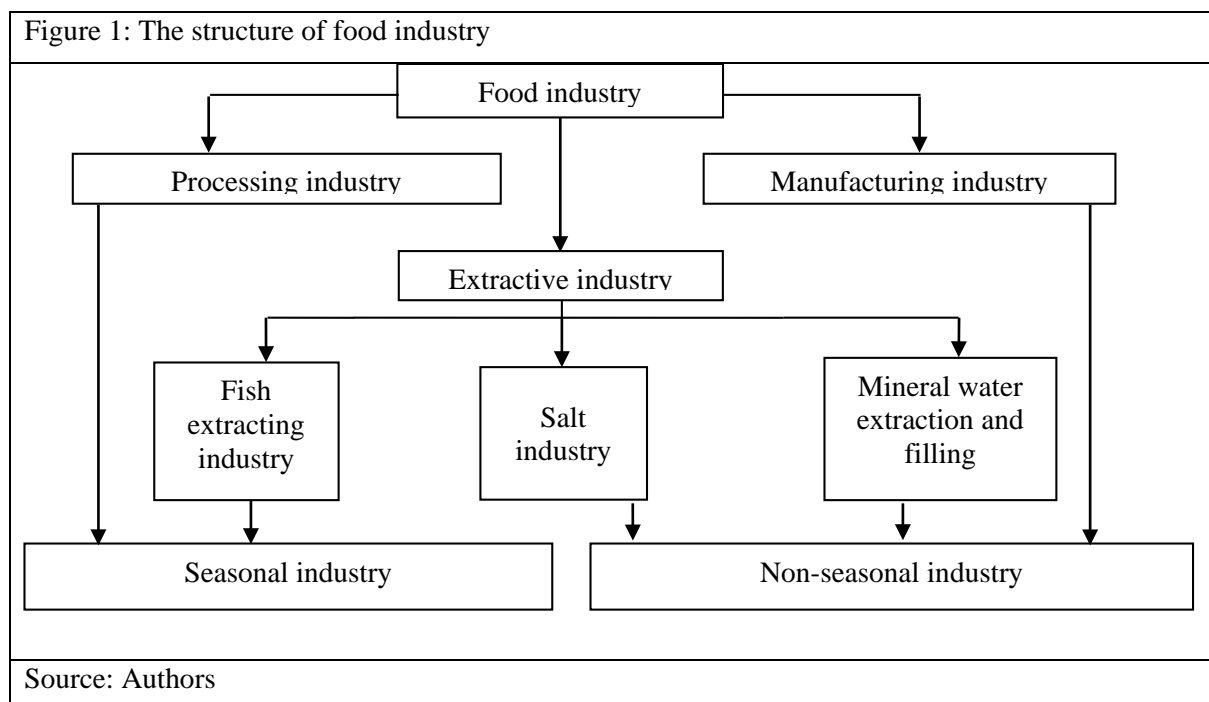 Figure 1: The structure of food industry
Food industry
Processing industry
Manufacturing industry
Extractive industry
Fish
extracting
industry
Salt
industry
Mineral water
extraction and
filling
Seasonal industry
Non-seasonal industry
Source: Authors